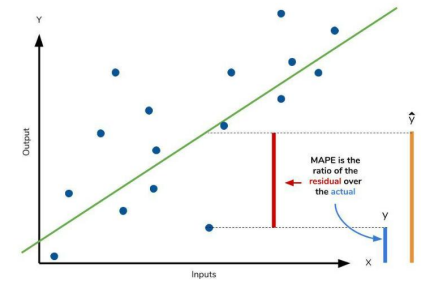 Y
Output
ŷ
MAPE is the
ratio of the
residual over
the actual
y
X
Inputs